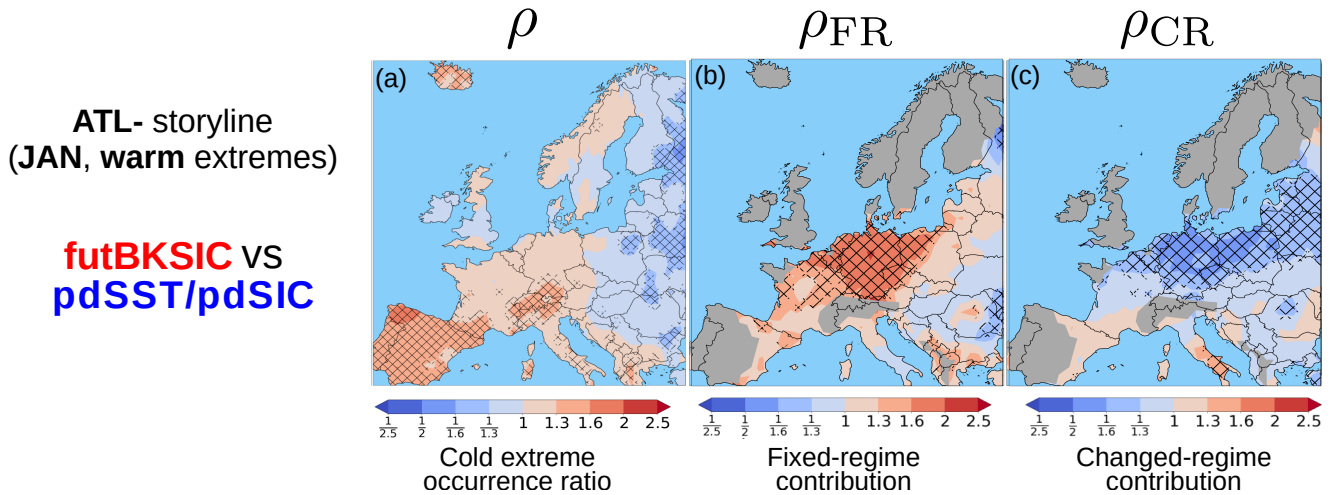 ρ
ρ_FR
ρ_CR
(a)
(b)
(c)
ATL- storyline
(JAN, warm extremes)
futBKSIC vs
pdSST/pdSIC
1/2.5 1/2 1/1.6 1/1.3 1 1.3 1.6 2 2.5
1/2.5 1/2 1/1.6 1/1.3 1 1.3 1.6 2 2.5
1/2.5 1/2 1/1.6 1/1.3 1 1.3 1.6 2 2.5
Cold extreme
occurrence ratio
Fixed-regime
contribution
Changed-regime
contribution